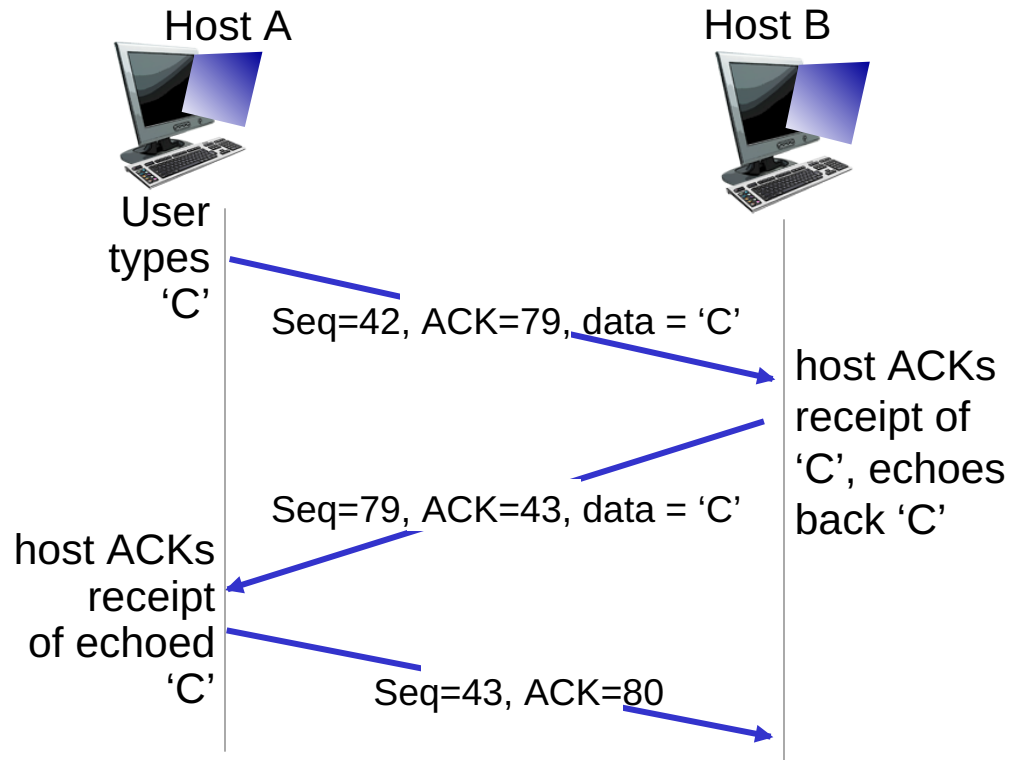 Host A
Host B
User
types
‘C’
Seq=42, ACK=79, data = ‘C’
host ACKs
receipt of
‘C’, echoes
back ‘C’
Seq=79, ACK=43, data = ‘C’
host ACKs
receipt
of echoed
‘C’
Seq=43, ACK=80